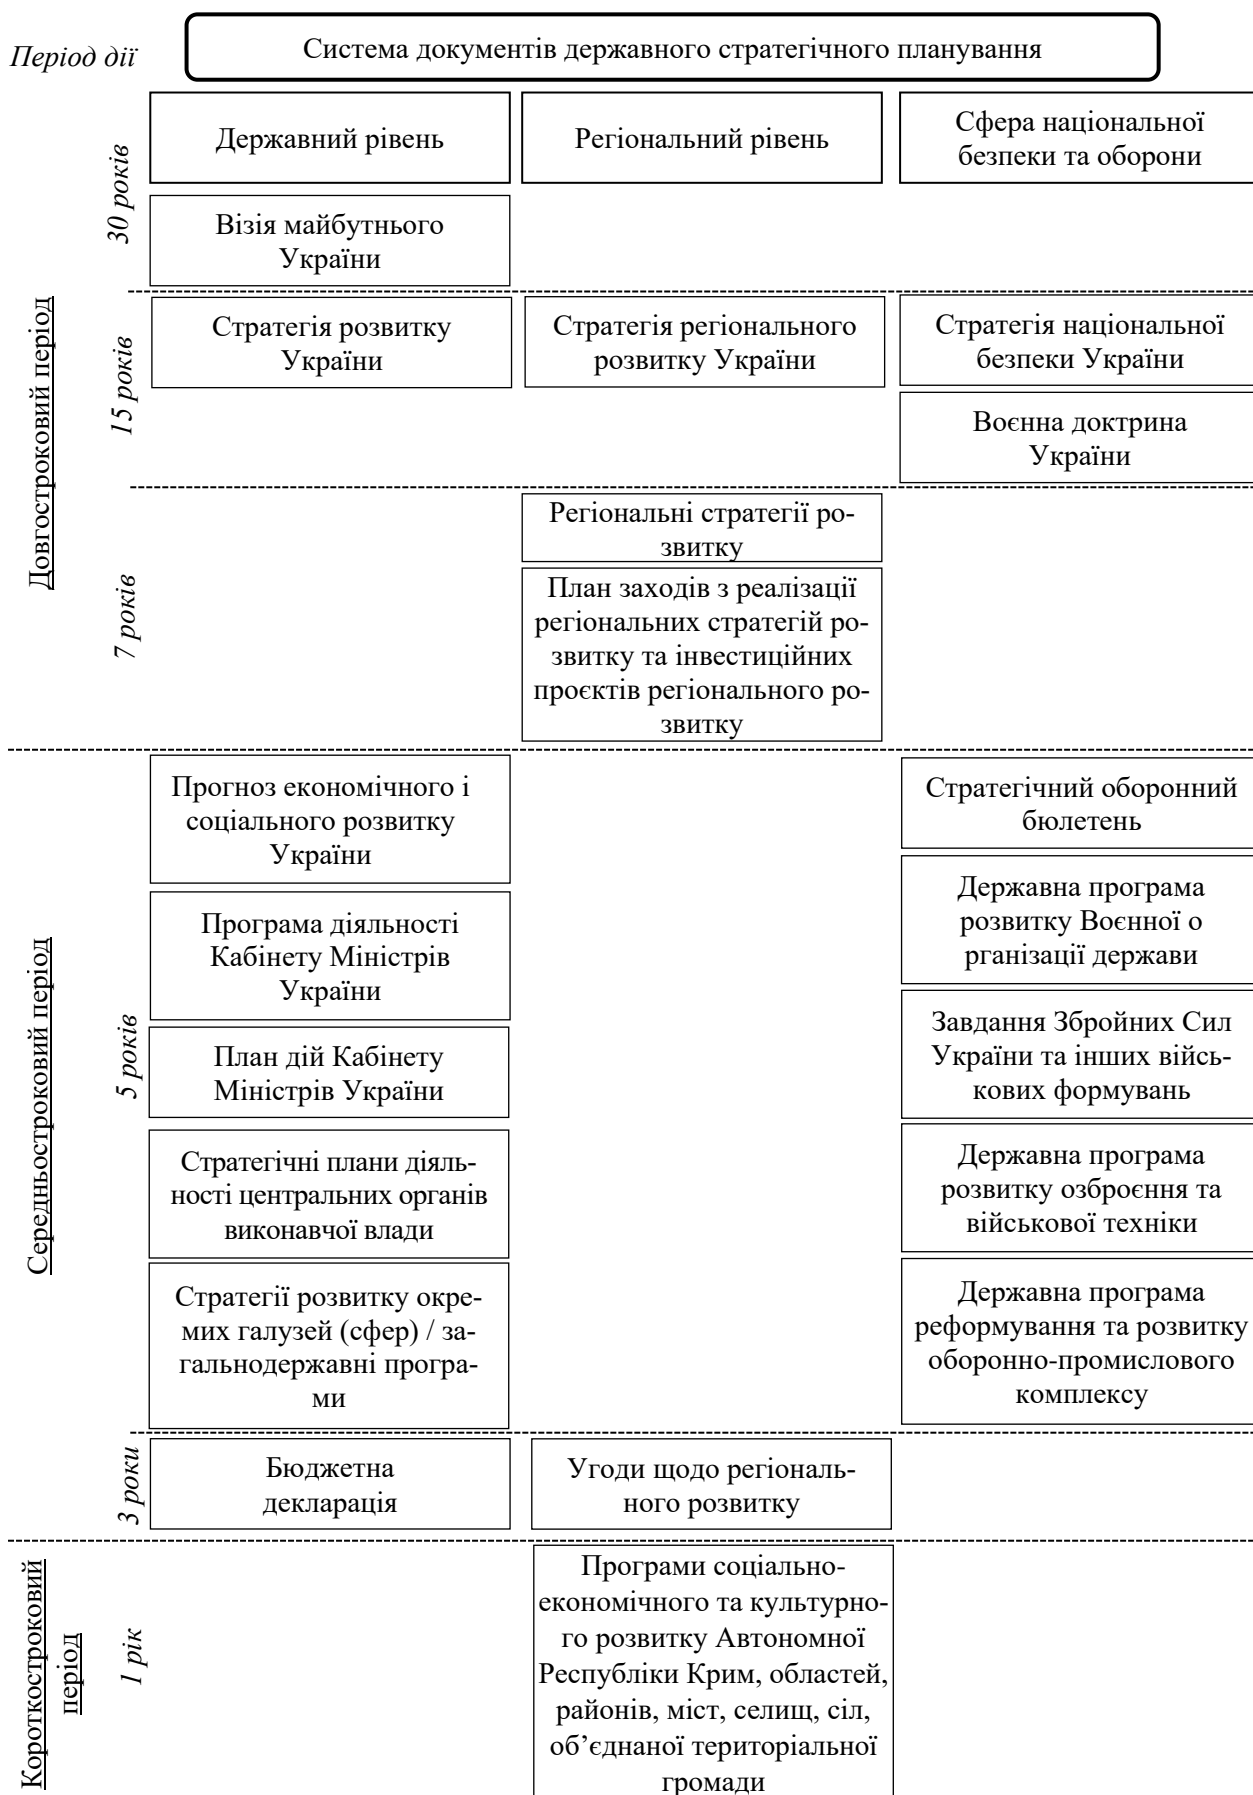 Період дії
Система документів державного стратегічного планування
Державний рівень
Регіональний рівень
Сфера національної
безпеки та оборони
Довгостроковий період
30 років
Візія майбутнього
України
15 років
Стратегія розвитку
України
Стратегія регіонального
розвитку України
Стратегія національної
безпеки України
Воєнна доктрина
України
7 років
Регіональні стратегії ро-
звитку
План заходів з реалізації
регіональних стратегій ро-
звитку та інвестиційних
проєктів регіонального ро-
звитку
Середньостроковий період
5 років
Прогноз економічного і
соціального розвитку
України
Програма діяльності
Кабінету Міністрів
України
План дій Кабінету
Міністрів України
Стратегічні плани діяль-
ності центральних органів
виконавчої влади
Стратегії розвитку окре-
мих галузей (сфер) / за-
гальнодержавні програ-
ми
Стратегічний оборонний
бюлетень
Державна програма
розвитку Воєнної о
рганізації держави
Завдання Збройних Сил
України та інших війсь-
кових формувань
Державна програма
розвитку озброєння та
військової техніки
Державна програма
реформування та розвитку
оборонно-промислового
комплексу
3 роки
Бюджетна
декларація
Угоди щодо регіональ-
ного розвитку
Короткостроковий
період
1 рік
Програми соціально-
економічного та культурно-
го розвитку Автономної
Республіки Крим, областей,
районів, міст, селищ, сіл,
об’єднаної територіальної
громади